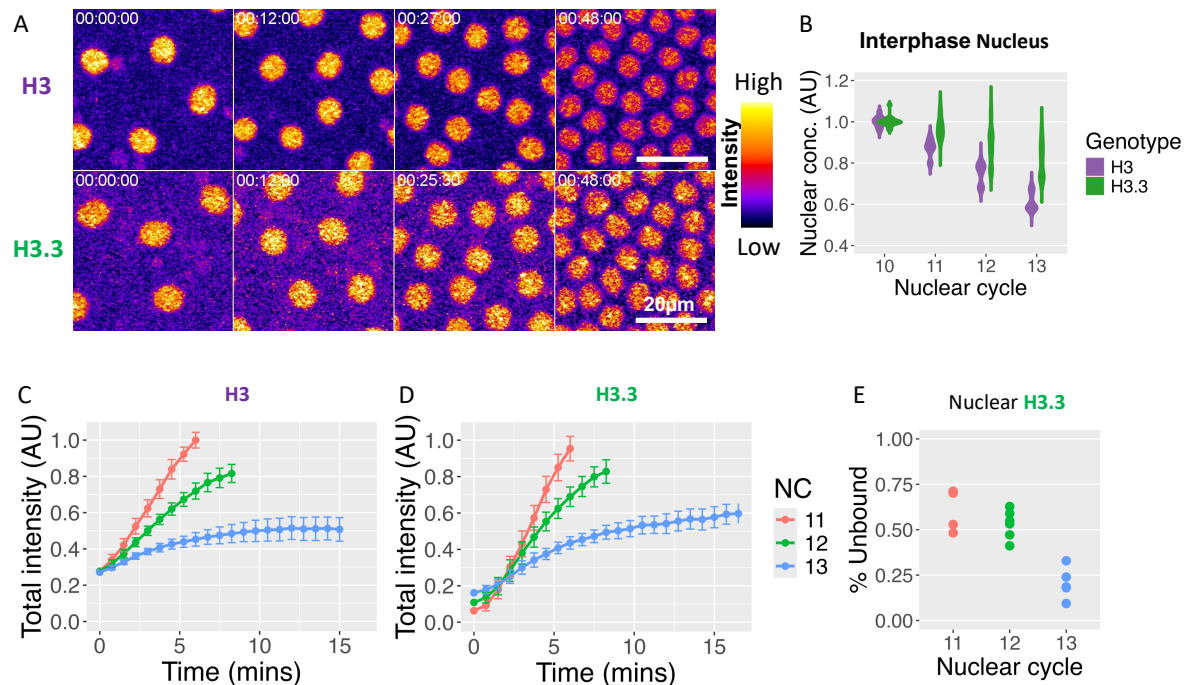 A
H3
00:00:00
00:12:00
00:27:00
00:48:00
H3.3
00:00:00
00:12:00
00:25:30
00:48:00
20µm
High
Intensity
Low
B
Interphase Nucleus
Nuclear conc. (AU)
1.2
1.0
0.8
0.6
0.4
10
11
12
13
Nuclear cycle
Genotype
H3
H3.3
C
H3
Total intensity (AU)
1.0
0.8
0.6
0.4
0.2
0.0
0
5
10
15
Time (mins)
D
H3.3
Total intensity (AU)
1.0
0.8
0.6
0.4
0.2
0.0
0
5
10
15
Time (mins)
NC
11
12
13
E
Nuclear H3.3
% Unbound
1.00
0.75
0.50
0.25
0.00
11
12
13
Nuclear cycle